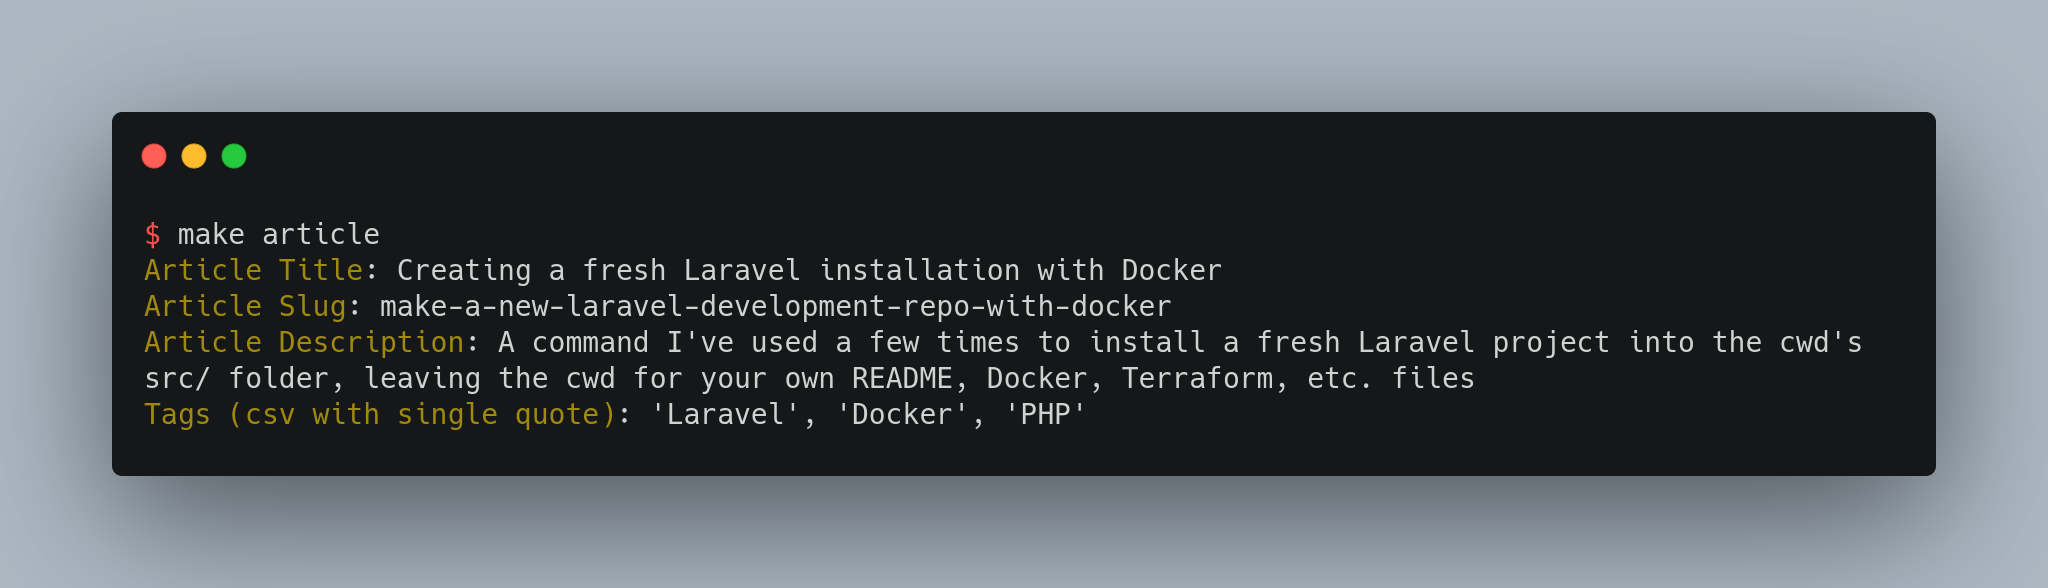 $ make article
Article Title: Creating a fresh Laravel installation with Docker
Article Slug: make-a-new-laravel-development-repo-with-docker
Article Description: A command I've used a few times to install a fresh Laravel project into the cwd's
src/ folder, leaving the cwd for your own README, Docker, Terraform, etc. files
Tags (csv with single quote): 'Laravel', 'Docker', 'PHP'